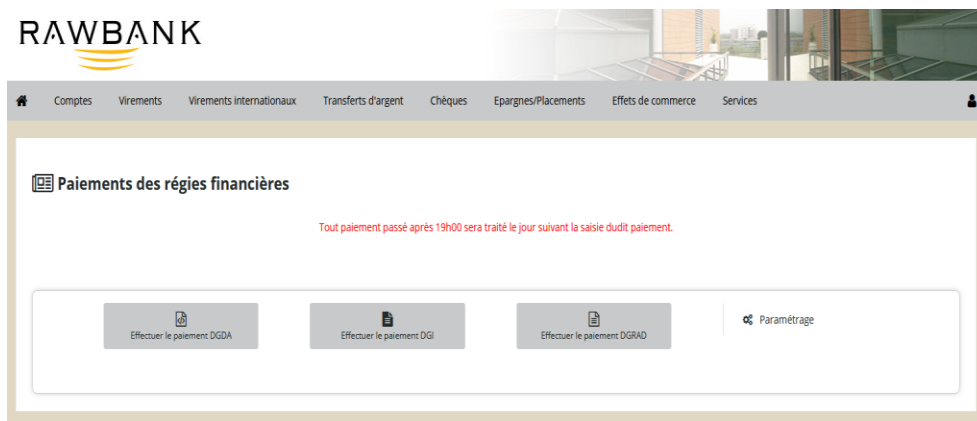 RAWBANK
Comptes Virements Virements internationaux Transferts d'argent Chèques Epargnes/Placements Effets de commerce Services
Paiements des régies financières
Tout paiement passé après 19h00 sera traité le jour suivant la saisie dudit paiement.
Effectuer le paiement DGDA Effectuer le paiement DGI Effectuer le paiement DGRAD Paramétrage